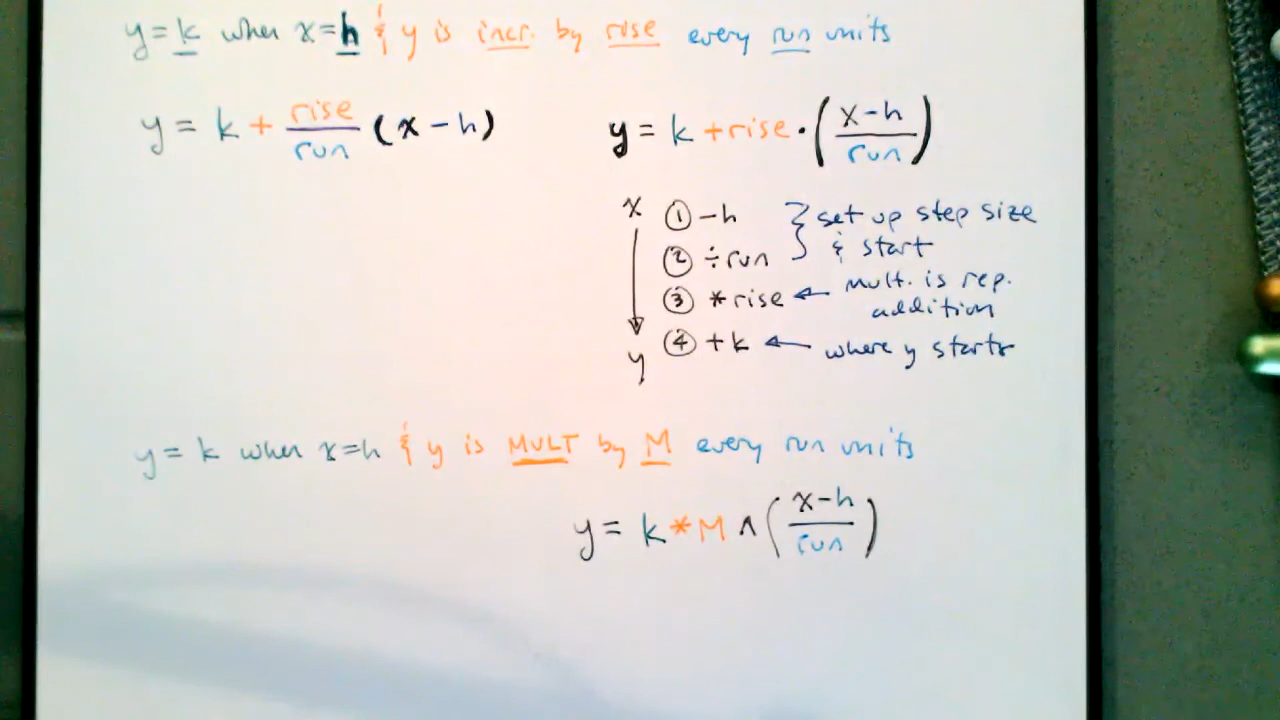 y = k when x = h & y is incr. by rise every run units
y = k + rise/run (x - h)
y = k + rise · (x-h/run)
x ① -h } set up step size
② ÷ run & start
③ * rise ← mult. is rep. addition
y ④ + k ← where y starts
y = k when x = h & y is MULT by M every run units
y = k * M ^ (x-h/run)